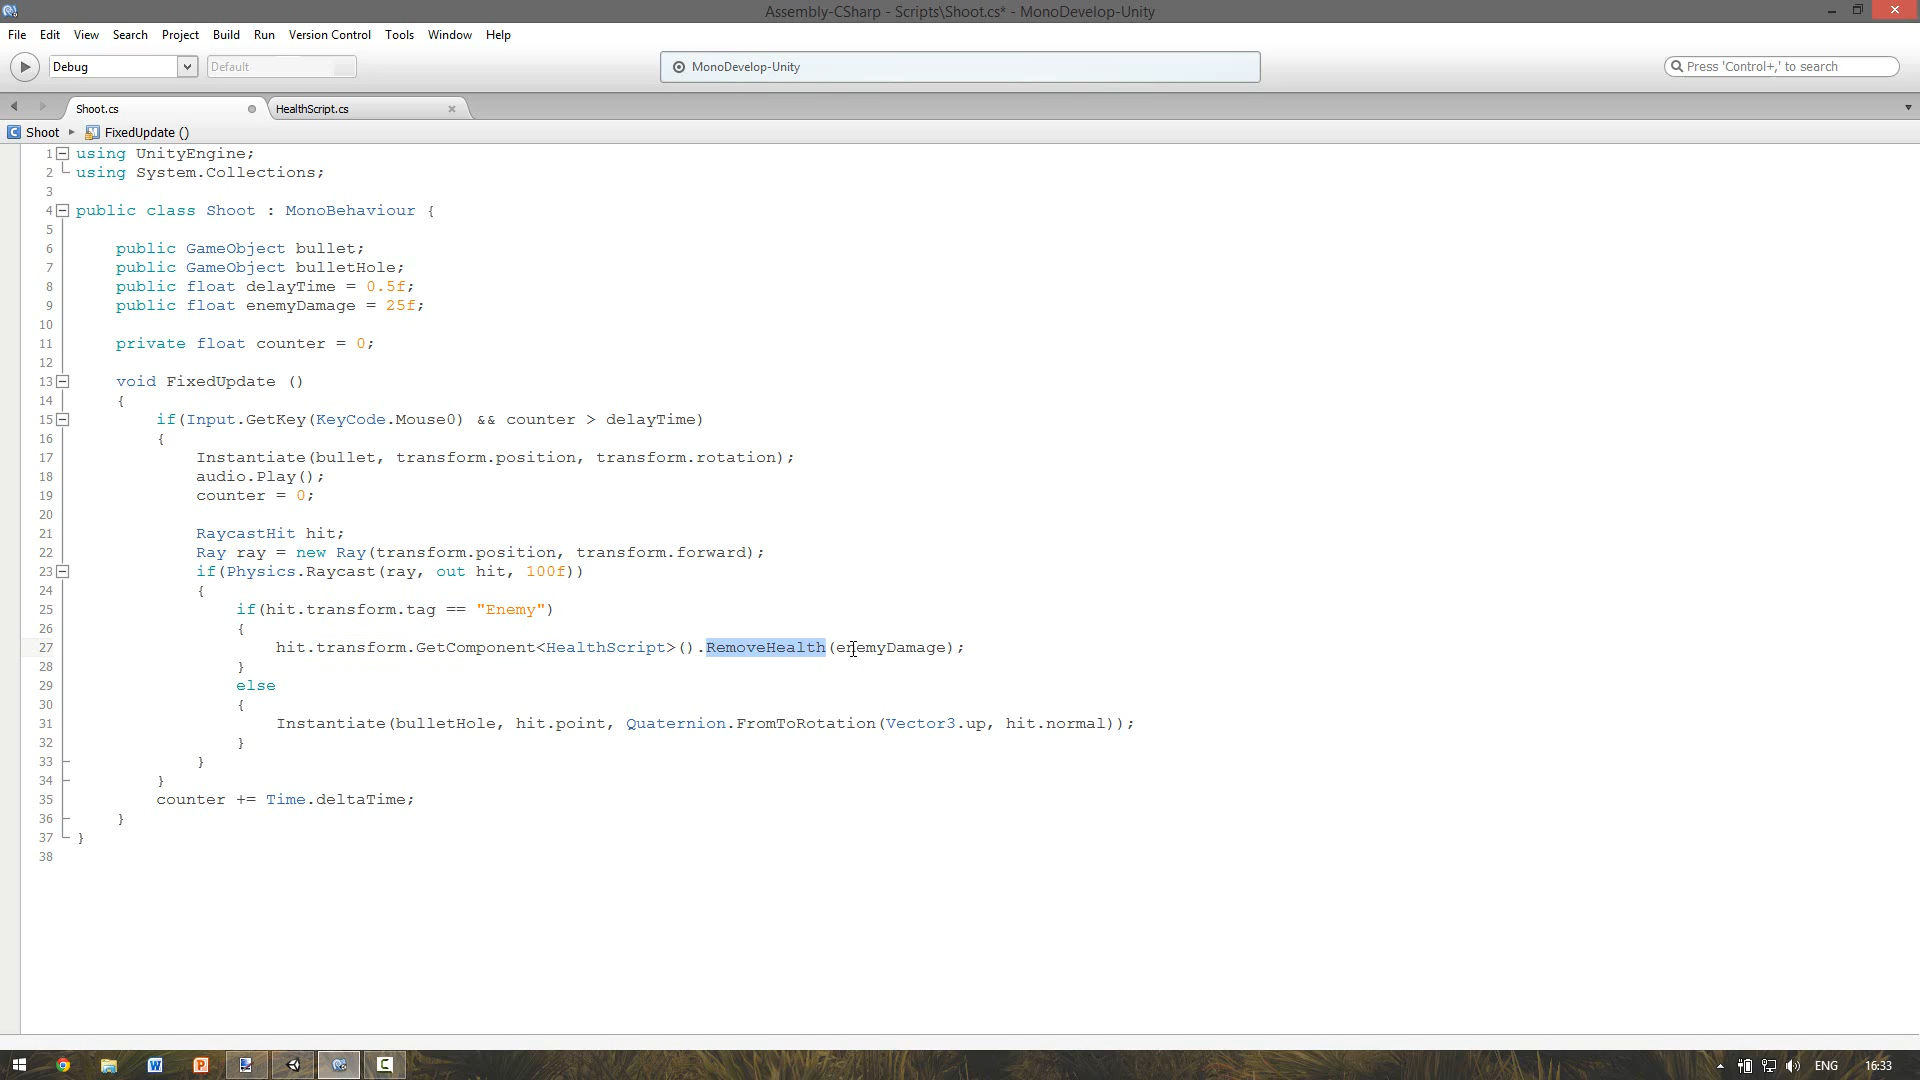 Assembly-CSharp - Scripts\Shoot.cs* - MonoDevelop-Unity
File Edit View Search Project Build Run Version Control Tools Window Help
Debug Default MonoDevelop-Unity Press 'Control+,' to search
Shoot.cs HealthScript.cs
Shoot FixedUpdate ()
1 using UnityEngine;
2 using System.Collections;
3
4 public class Shoot : MonoBehaviour {
5
6 public GameObject bullet;
7 public GameObject bulletHole;
8 public float delayTime = 0.5f;
9 public float enemyDamage = 25f;
10
11 private float counter = 0;
12
13 void FixedUpdate ()
14 {
15 if(Input.GetKey(KeyCode.Mouse0) && counter > delayTime)
16 {
17 Instantiate(bullet, transform.position, transform.rotation);
18 audio.Play();
19 counter = 0;
20
21 RaycastHit hit;
22 Ray ray = new Ray(transform.position, transform.forward);
23 if(Physics.Raycast(ray, out hit, 100f))
24 {
25 if(hit.transform.tag == "Enemy")
26 {
27 hit.transform.GetComponent<HealthScript>().RemoveHealth(enemyDamage);
28 }
29 else
30 {
31 Instantiate(bulletHole, hit.point, Quaternion.FromToRotation(Vector3.up, hit.normal));
32 }
33 }
34 }
35 counter += Time.deltaTime;
36 }
37 }
38
ENG 16:33